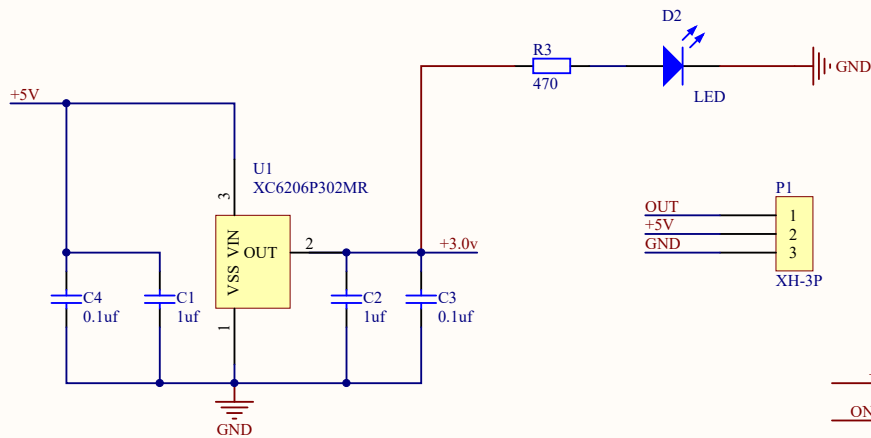 D2
R3
470
LED
GND
+5V
U1
XC6206P302MR
3
VIN
VSS
OUT
2
1
+3.0v
C4
0.1uf
C1
1uf
C2
1uf
C3
0.1uf
GND
P1
OUT
1
+5V
2
GND
3
XH-3P
ON